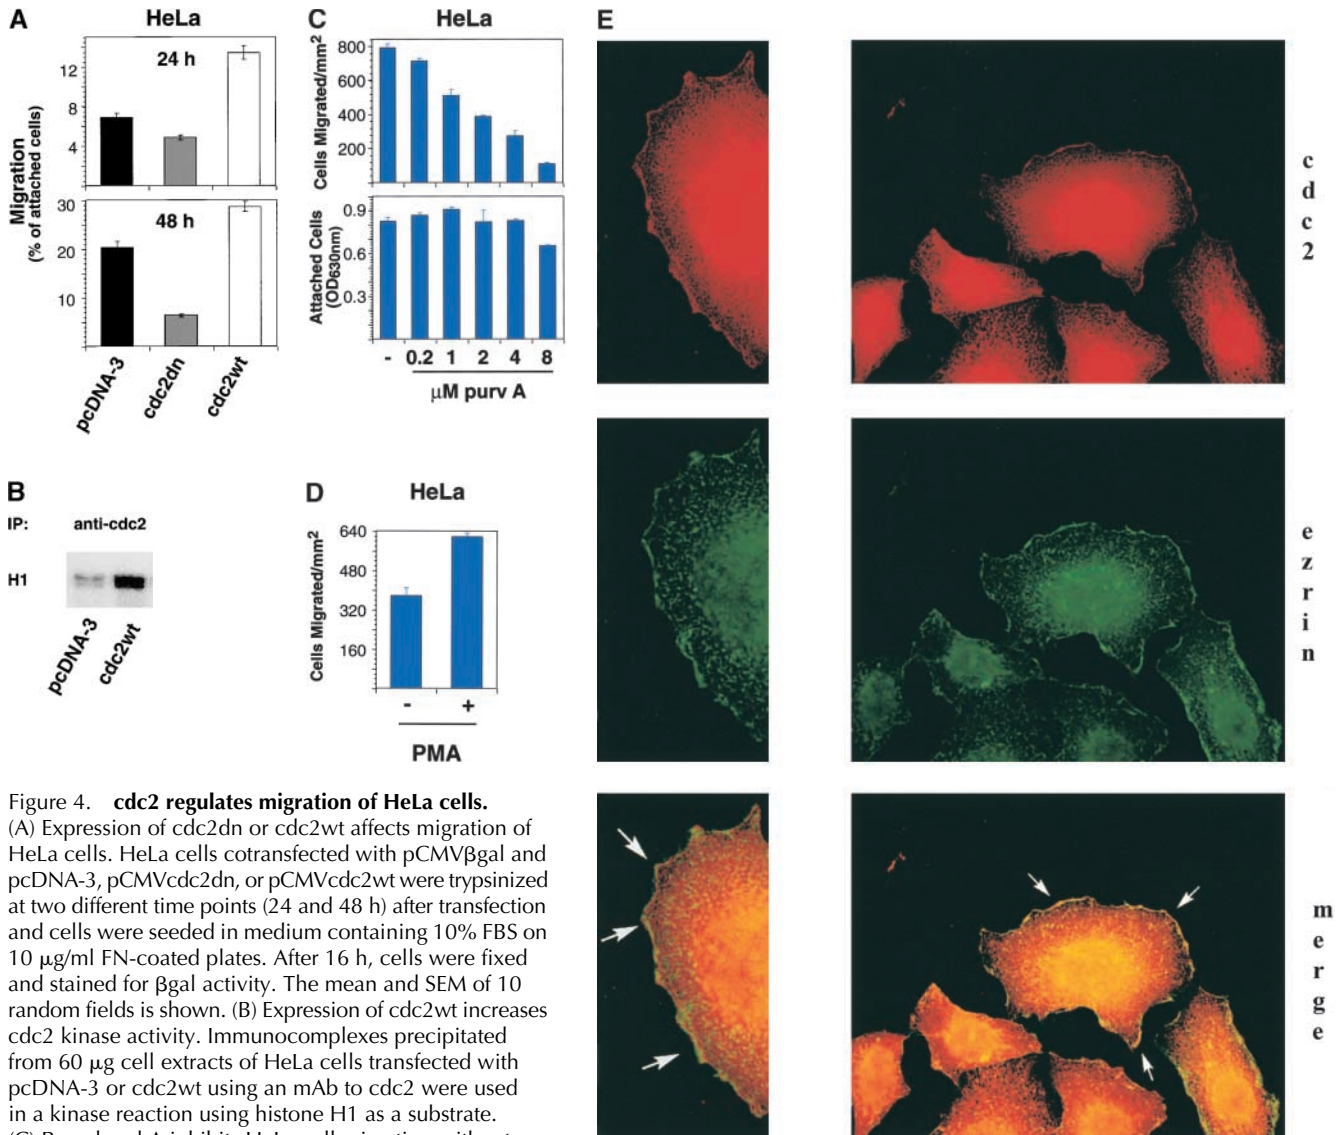 A
HeLa
24 h
12
8
4
48 h
30
20
10
Migration
(% of attached cells)
pcDNA-3
cdc2dn
cdc2wt
B
IP:
anti-cdc2
H1
pcDNA-3
cdc2wt
C
HeLa
Cells Migrated/mm2
800
600
400
200
Attached Cells
(OD630nm)
0.9
0.6
0.3
- 0.2 1 2 4 8
µM purv A
D
HeLa
Cells Migrated/mm2
640
480
320
160
- +
PMA
E
cdc2
ezrin
merge
Figure 4. cdc2 regulates migration of HeLa cells.
(A) Expression of cdc2dn or cdc2wt affects migration of
HeLa cells. HeLa cells cotransfected with pCMVβgal and
pcDNA-3, pCMVcdc2dn, or pCMVcdc2wt were trypsinized
at two different time points (24 and 48 h) after transfection
and cells were seeded in medium containing 10% FBS on
10 µg/ml FN-coated plates. After 16 h, cells were fixed
and stained for βgal activity. The mean and SEM of 10
random fields is shown. (B) Expression of cdc2wt increases
cdc2 kinase activity. Immunocomplexes precipitated
from 60 µg cell extracts of HeLa cells transfected with
pcDNA-3 or cdc2wt using an mAb to cdc2 were used
in a kinase reaction using histone H1 as a substrate.